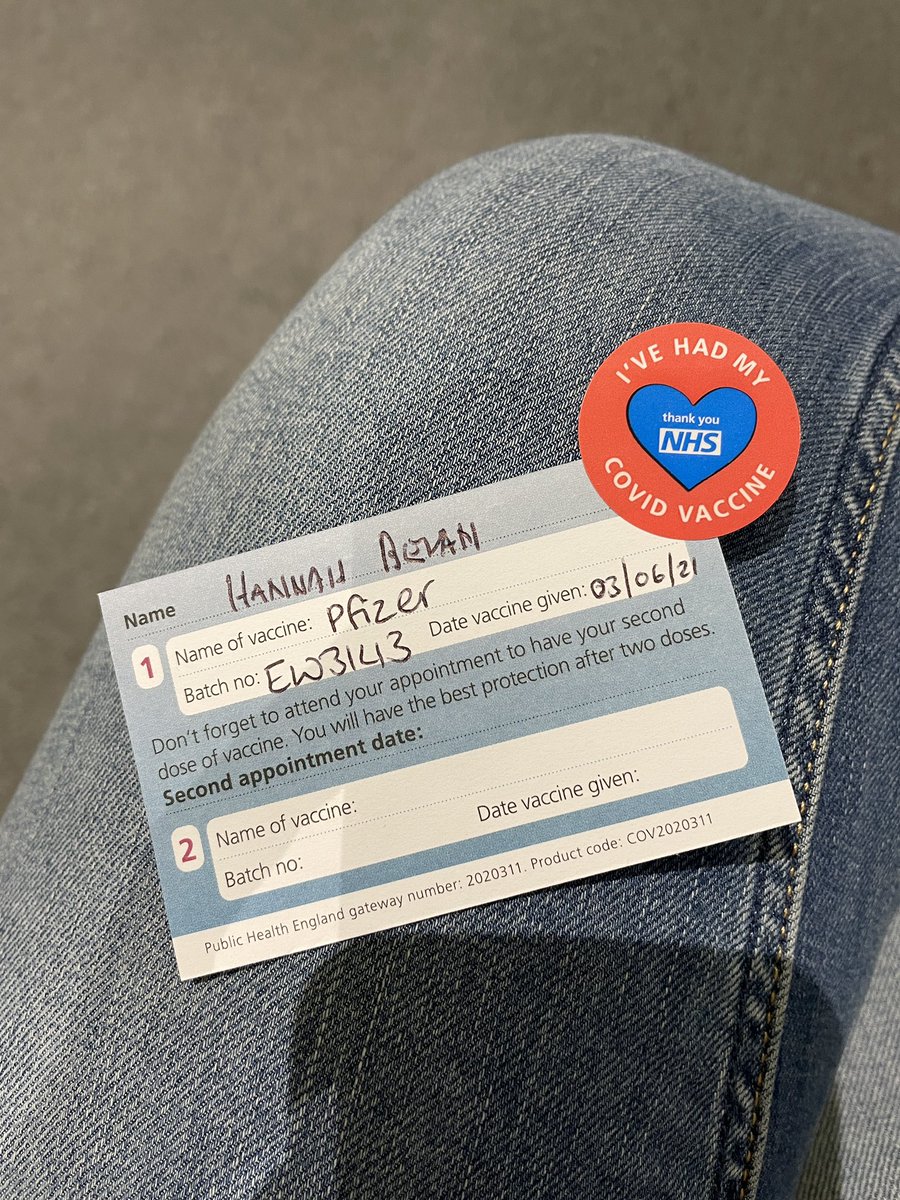 I'VE HAD MY
thank you
NHS
COVID VACCINE
Name HANNAH BEVAN
1 Name of vaccine: Pfizer
Batch no: EW3143 Date vaccine given: 03/06/21
Don't forget to attend your appointment to have your second
dose of vaccine. You will have the best protection after two doses.
Second appointment date:
2 Name of vaccine:
Batch no: Date vaccine given:
Public Health England gateway number: 2020311. Product code: COV2020311